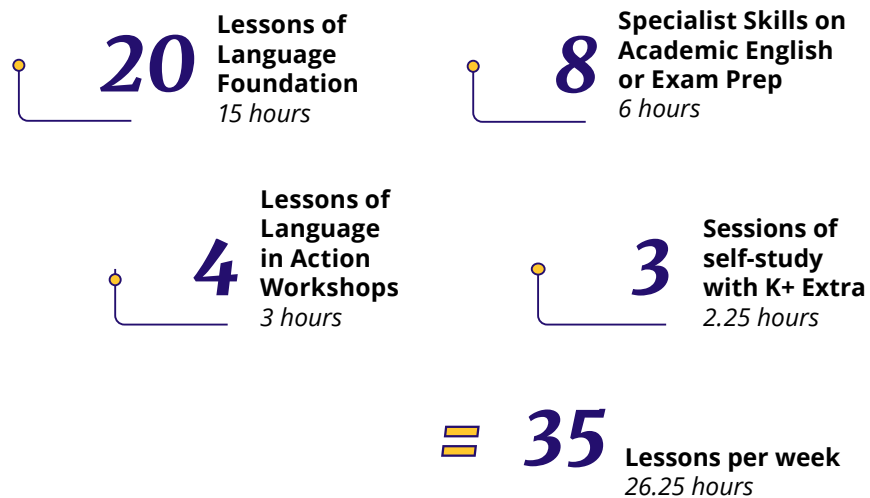 20
Lessons of
Language
Foundation
15 hours
8
Specialist Skills on
Academic English
or Exam Prep
6 hours
4
Lessons of
Language
in Action
Workshops
3 hours
3
Sessions of
self-study
with K+ Extra
2.25 hours
= 35
Lessons per week
26.25 hours